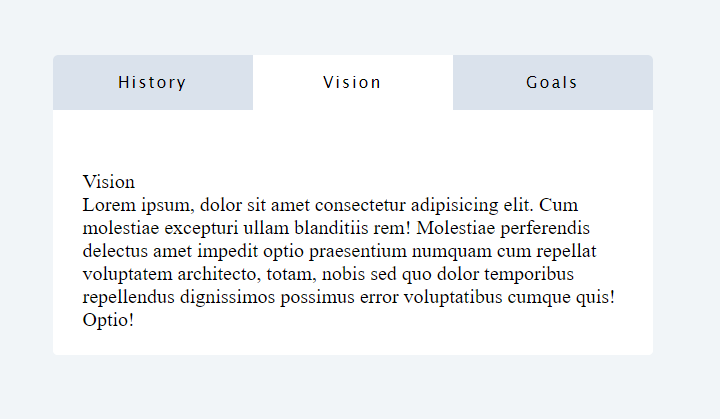 History
Vision
Goals
Vision
Lorem ipsum, dolor sit amet consectetur adipisicing elit. Cum
molestiae excepturi ullam blanditiis rem! Molestiae perferendis
delectus amet impedit optio praesentium numquam cum repellat
voluptatem architecto, totam, nobis sed quo dolor temporibus
repellendus dignissimos possimus error voluptatibus cumque quis!
Optio!